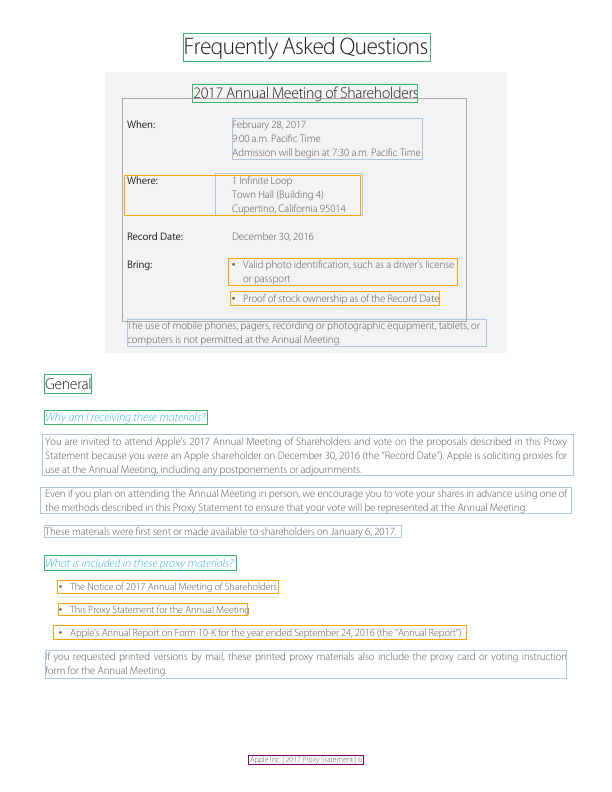 Frequently Asked Questions
2017 Annual Meeting of Shareholders
When: February 28, 2017
9:00 a.m. Pacific Time
Admission will begin at 7:30 a.m. Pacific Time
Where: 1 Infinite Loop
Town Hall (Building 4)
Cupertino, California 95014
Record Date: December 30, 2016
Bring: • Valid photo identification, such as a driver's license
or passport
• Proof of stock ownership as of the Record Date
The use of mobile phones, pagers, recording or photographic equipment, tablets, or
computers is not permitted at the Annual Meeting.
General
Why am I receiving these materials?
You are invited to attend Apple's 2017 Annual Meeting of Shareholders and vote on the proposals described in this Proxy
Statement because you were an Apple shareholder on December 30, 2016 (the “Record Date”). Apple is soliciting proxies for
use at the Annual Meeting, including any postponements or adjournments.
Even if you plan on attending the Annual Meeting in person, we encourage you to vote your shares in advance using one of
the methods described in this Proxy Statement to ensure that your vote will be represented at the Annual Meeting.
These materials were first sent or made available to shareholders on January 6, 2017.
What is included in these proxy materials?
• The Notice of 2017 Annual Meeting of Shareholders
• This Proxy Statement for the Annual Meeting
• Apple's Annual Report on Form 10-K for the year ended September 24, 2016 (the “Annual Report”)
If you requested printed versions by mail, these printed proxy materials also include the proxy card or voting instruction
form for the Annual Meeting.
Apple Inc. | 2017 Proxy Statement | 6